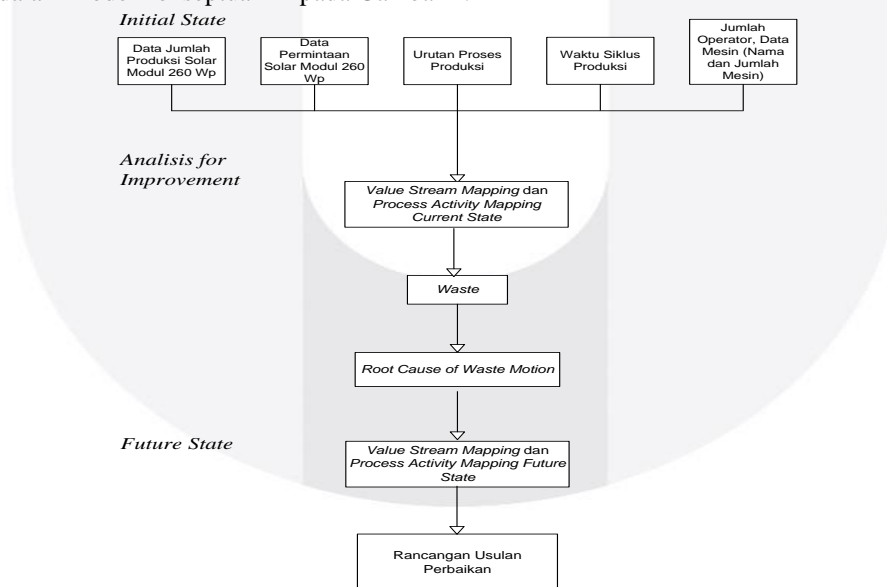 Initial State
Data Jumlah
Produksi Solar
Modul 260 Wp
Data
Permintaan
Solar Modul 260
Wp
Urutan Proses
Produksi
Waktu Siklus
Produksi
Jumlah
Operator, Data
Mesin (Nama
dan Jumlah
Mesin)
Analisis for
Improvement
Value Stream Mapping dan
Process Activity Mapping
Current State
Waste
Root Cause of Waste Motion
Future State
Value Stream Mapping dan
Process Activity Mapping Future
State
Rancangan Usulan
Perbaikan